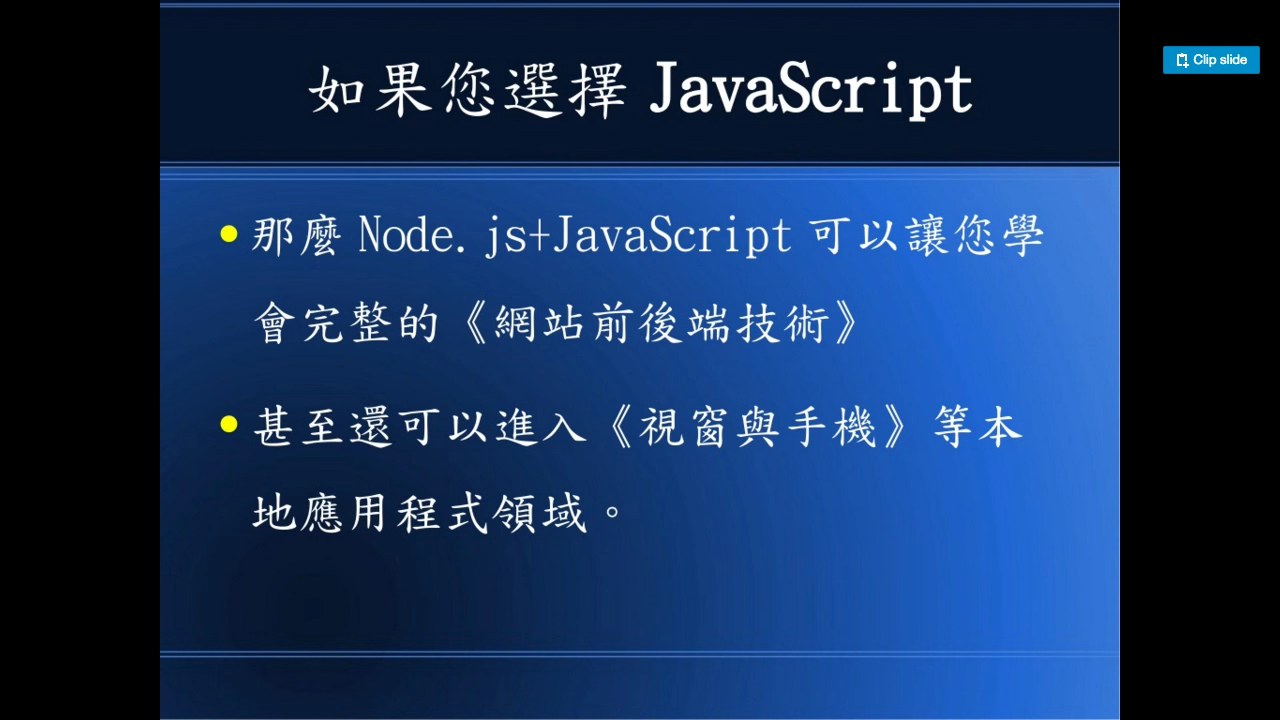 Clip slide
如果您選擇 JavaScript
那麼 Node.js+JavaScript 可以讓您學
會完整的《網站前後端技術》
甚至還可以進入《視窗與手機》等本
地應用程式領域。